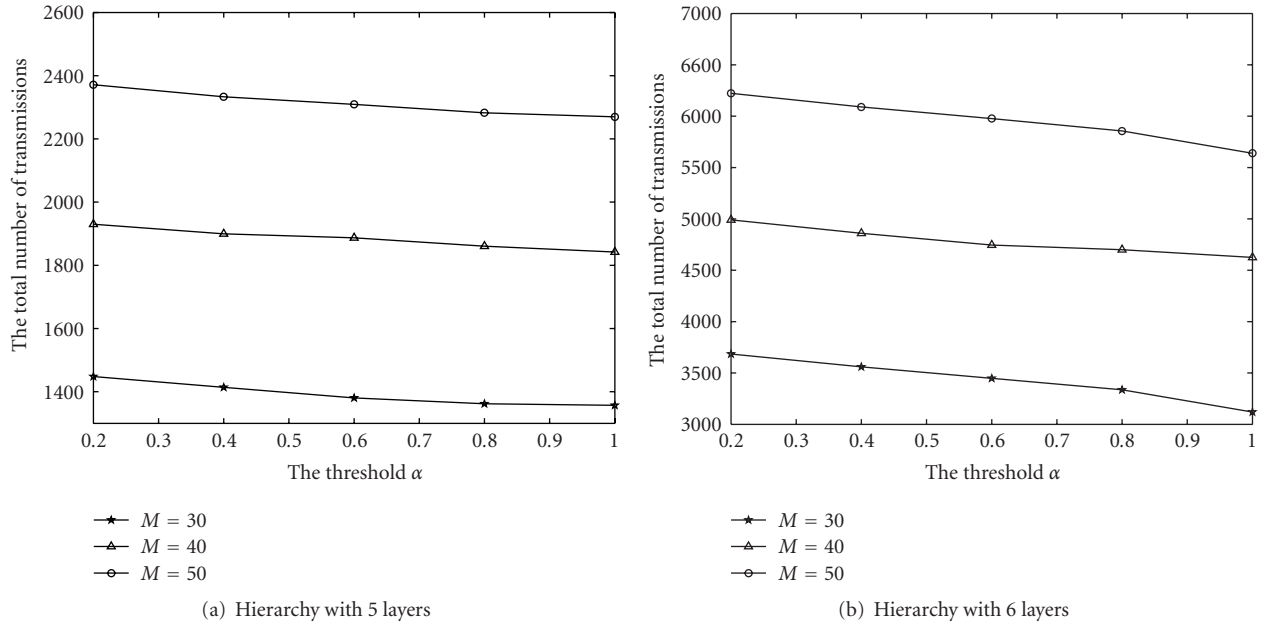 2600
2400
2200
2000
1800
1600
1400
0.2 0.3 0.4 0.5 0.6 0.7 0.8 0.9 1
The total number of transmissions
The threshold α
M = 30
M = 40
M = 50
(a) Hierarchy with 5 layers
7000
6600
6000
5500
5000
4500
4000
3500
3000
0.2 0.3 0.4 0.5 0.6 0.7 0.8 0.9 1
The total number of transmissions
The threshold α
M = 30
M = 40
M = 50
(b) Hierarchy with 6 layers